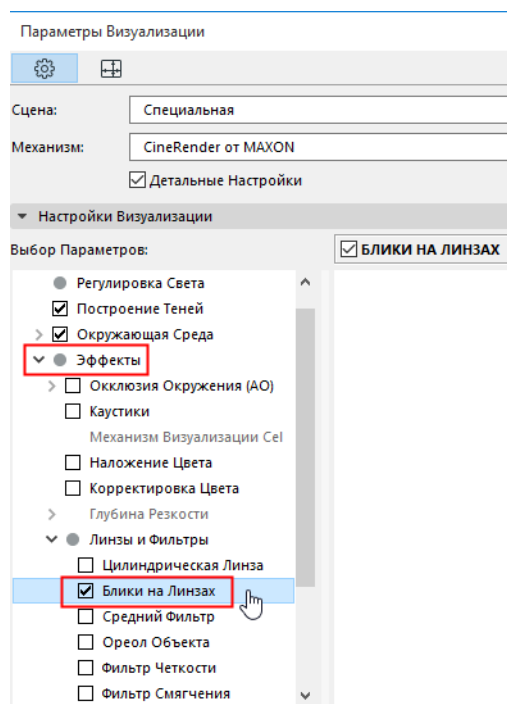 Параметры Визуализации
Сцена:
Специальная
Механизм:
CineRender от MAXON
Детальные Настройки
Настройки Визуализации
Выбор Параметров:
БЛИКИ НА ЛИНЗАХ
Регулировка Света
Построение Теней
Окружающая Среда
Эффекты
Окклюзия Окружения (AO)
Каустики
Механизм Визуализации Cel
Наложение Цвета
Корректировка Цвета
Глубина Резкости
Линзы и Фильтры
Цилиндрическая Линза
Блики на Линзах
Средний Фильтр
Ореол Объекта
Фильтр Четкости
Фильтр Смягчения